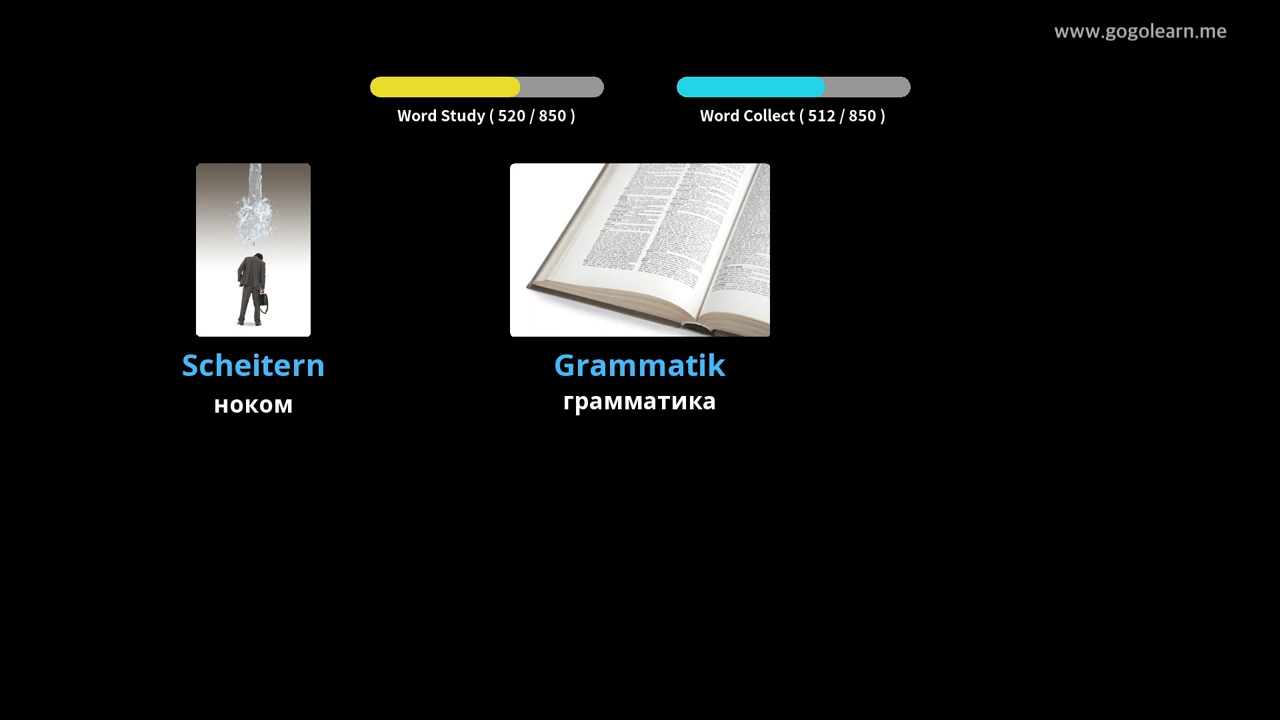 www.gogolearn.me
Word Study ( 520 / 850 )
Word Collect ( 512 / 850 )
Scheitern
ноком
Grammatik
грамматика